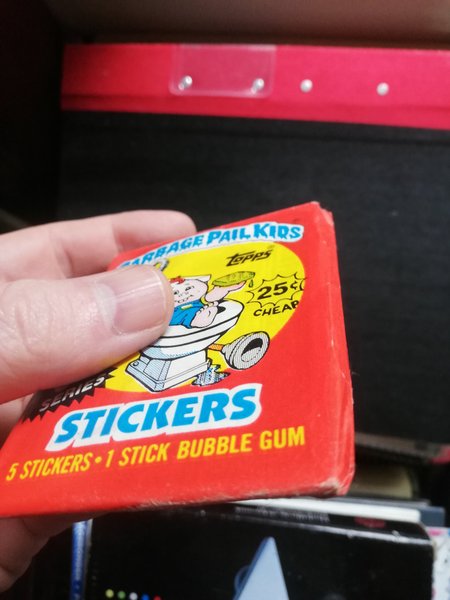 GARBAGE PAIL KIDS
TOPPS
25¢
CHEAP
SERIES
STICKERS
5 STICKERS • 1 STICK BUBBLE GUM